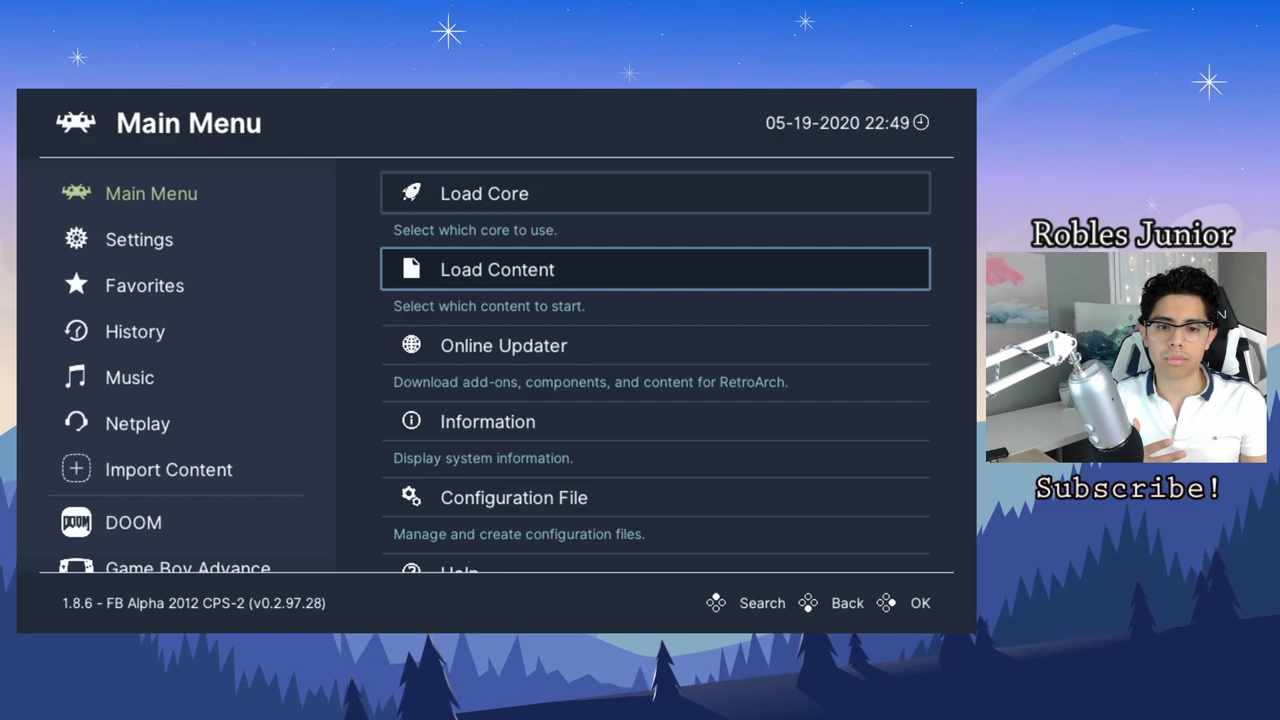 Main Menu
05-19-2020 22:49
Main Menu
Settings
Favorites
History
Music
Netplay
Import Content
DOOM
DOOM
Game Boy Advance
Load Core
Select which core to use.
Load Content
Select which content to start.
Online Updater
Download add-ons, components, and content for RetroArch.
Information
Display system information.
Configuration File
Manage and create configuration files.
Help
1.8.6 - FB Alpha 2012 CPS-2 (v0.2.97.28)
Search
Back
OK
Robles Junior
Subscribe!